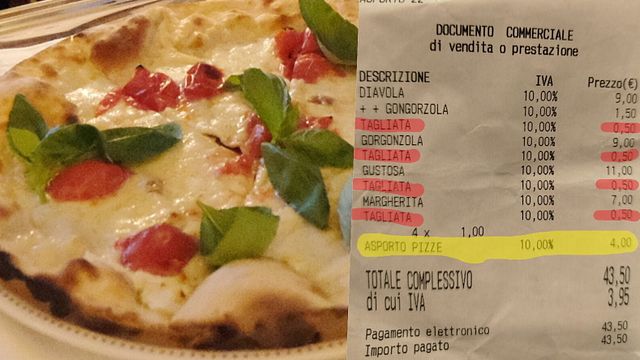 ASPORTO 22
DOCUMENTO COMMERCIALE
di vendita o prestazione
DESCRIZIONE IVA Prezzo(€)
DIAVOLA 10,00% 9,00
+ + GONGORZOLA 10,00% 1,50
TAGLIATA 10,00% 0,50
GORGONZOLA 10,00% 9,00
TAGLIATA 10,00% 0,50
GUSTOSA 10,00% 11,00
TAGLIATA 10,00% 0,50
MARGHERITA 10,00% 7,00
TAGLIATA 10,00% 0,50
4 x 1,00
ASPORTO PIZZE 10,00% 4,00
TOTALE COMPLESSIVO 43,50
di cui IVA 3,95
Pagamento elettronico 43,50
Importo pagato 43,50